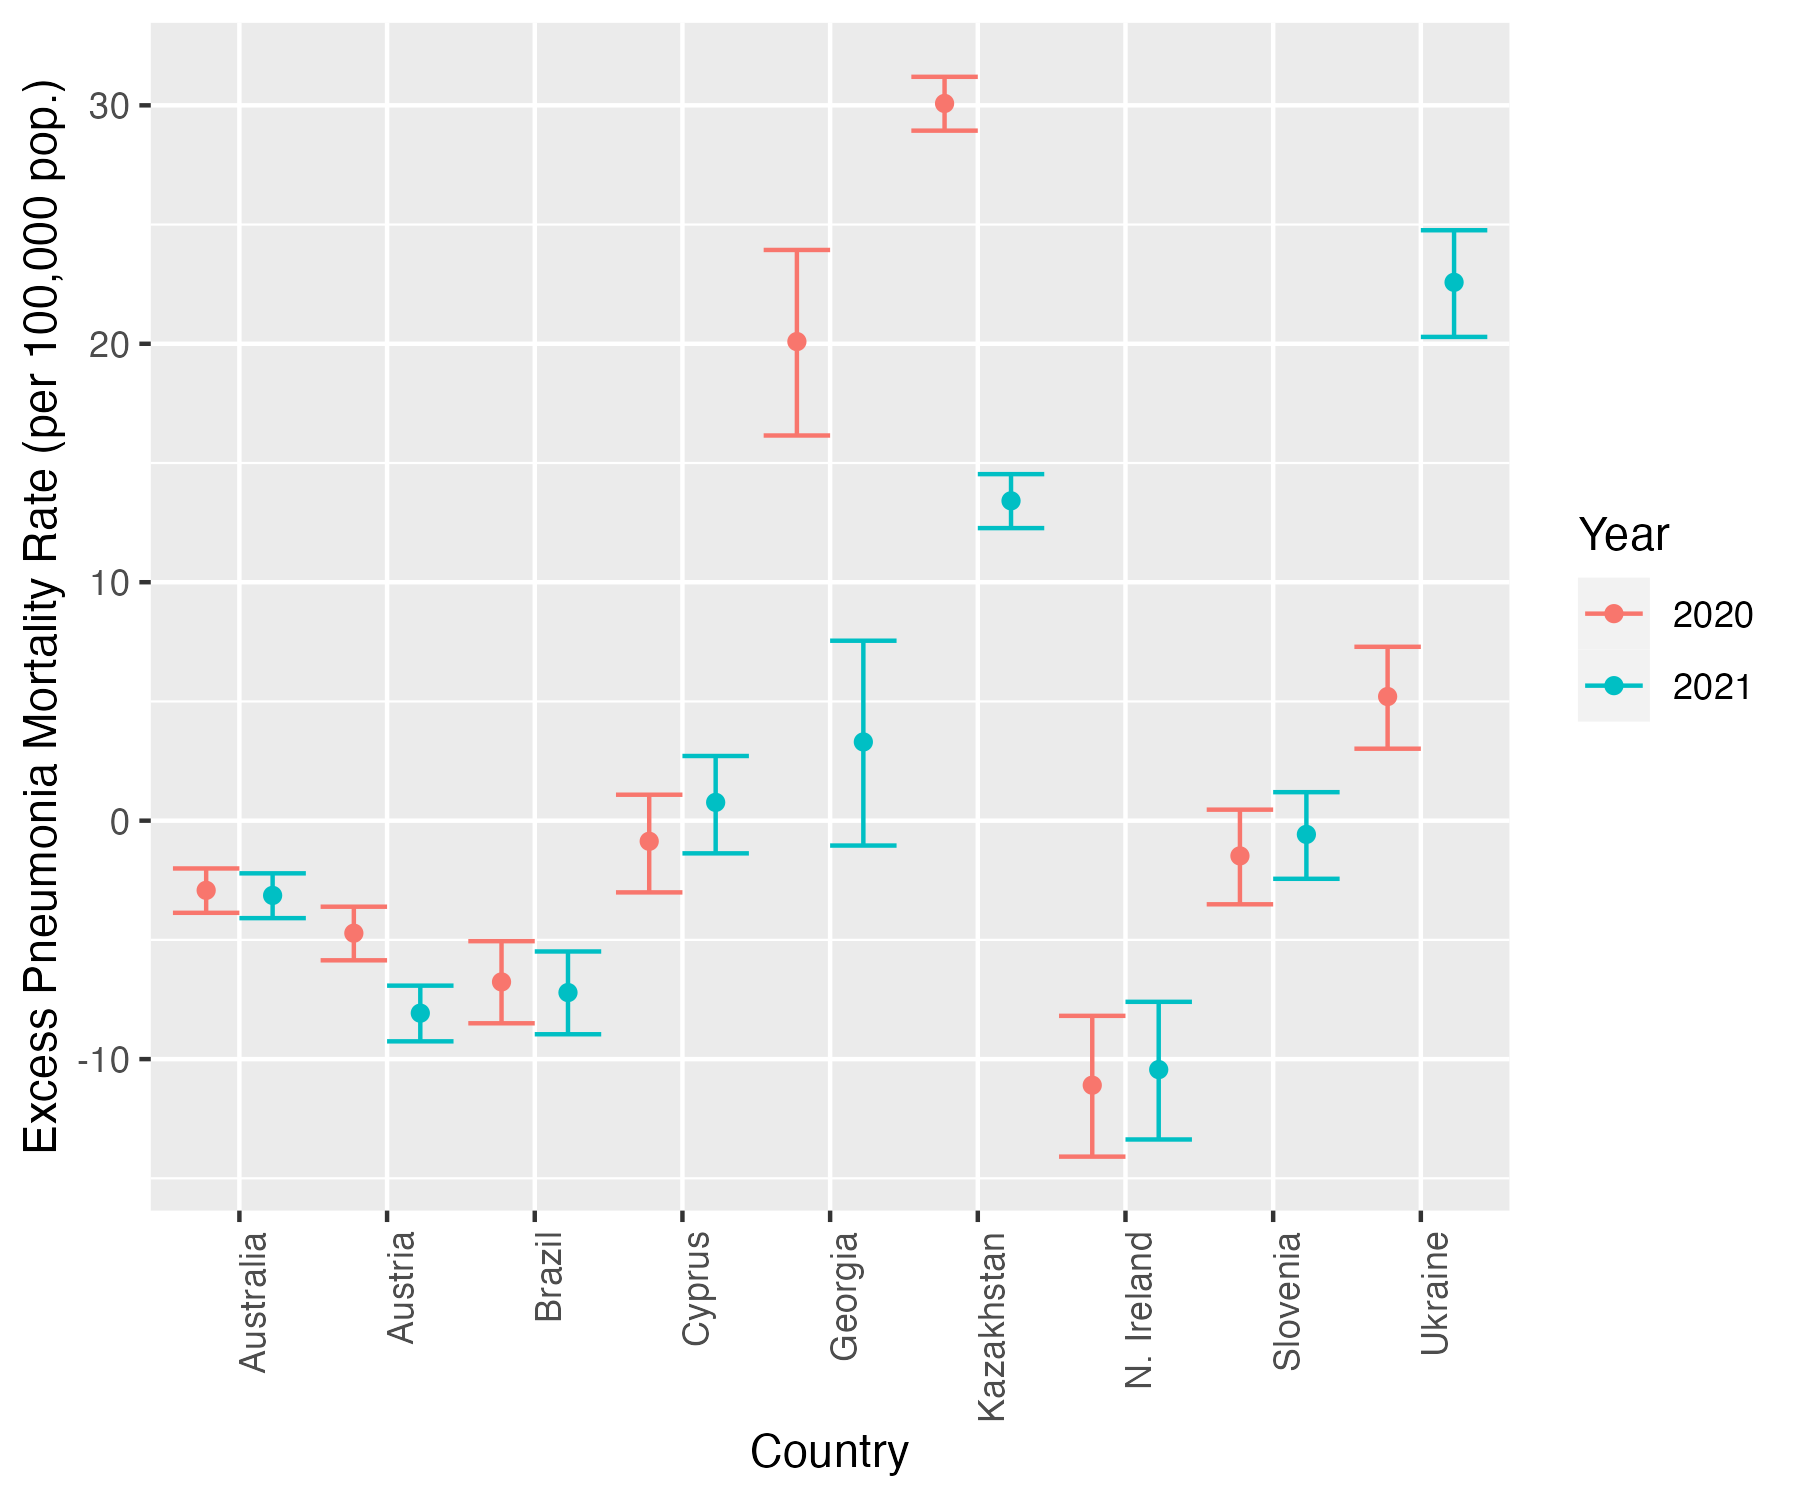 Excess Pneumonia Mortality Rate (per 100,000 pop.)
30
20
10
0
-10
Australia
Austria
Brazil
Cyprus
Georgia
Kazakhstan
N. Ireland
Slovenia
Ukraine
Country
Year
2020
2021